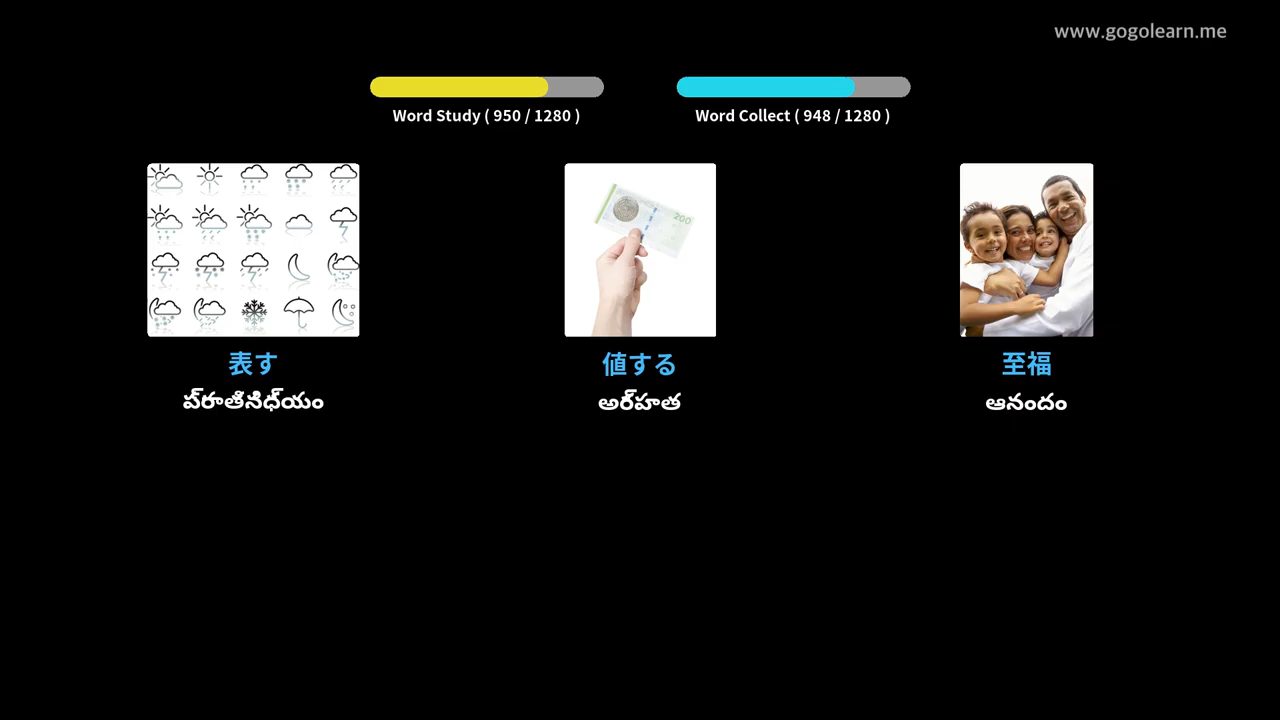 www.gogolearn.me
Word Study ( 950 / 1280 )
Word Collect ( 948 / 1280 )
200
表す
値する
至福
ప్రాతినిధ్యం
అర్హత
ఆనందం